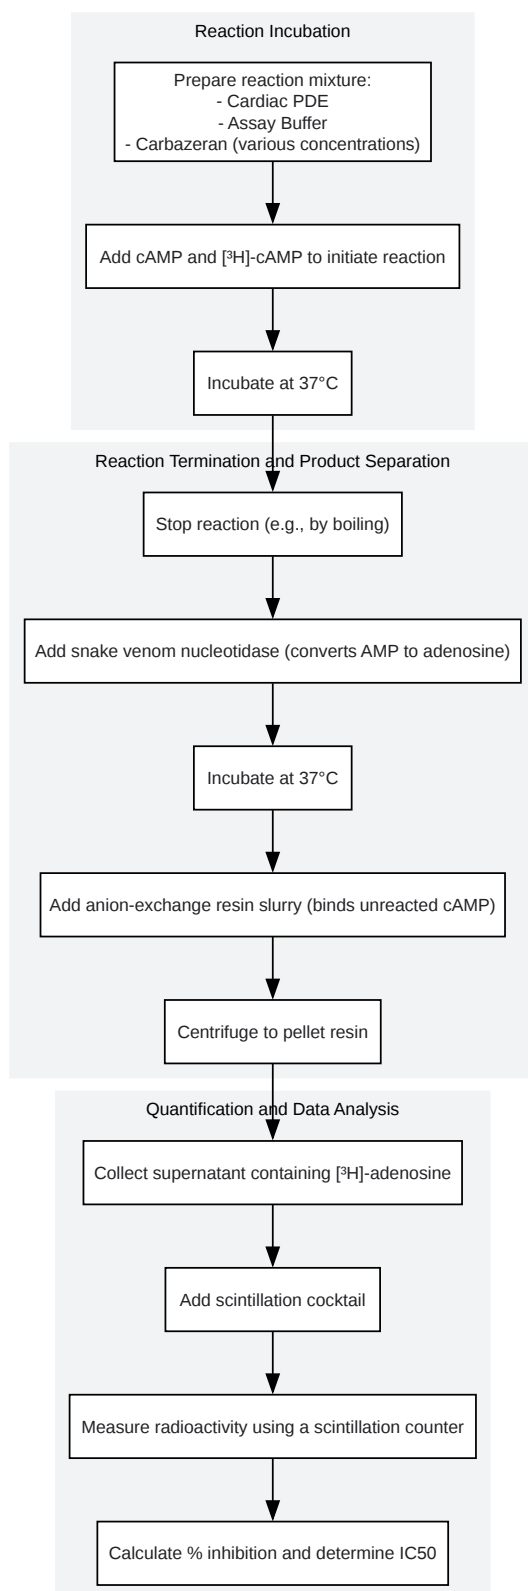 Reaction Incubation
Prepare reaction mixture:
- Cardiac PDE
- Assay Buffer
- Carbazeran (various concentrations)
Add cAMP and [³H]-cAMP to initiate reaction
Incubate at 37°C
Reaction Termination and Product Separation
Stop reaction (e.g., by boiling)
Add snake venom nucleotidase (converts AMP to adenosine)
Incubate at 37°C
Add anion-exchange resin slurry (binds unreacted cAMP)
Centrifuge to pellet resin
Quantification and Data Analysis
Collect supernatant containing [³H]-adenosine
Add scintillation cocktail
Measure radioactivity using a scintillation counter
Calculate % inhibition and determine IC50